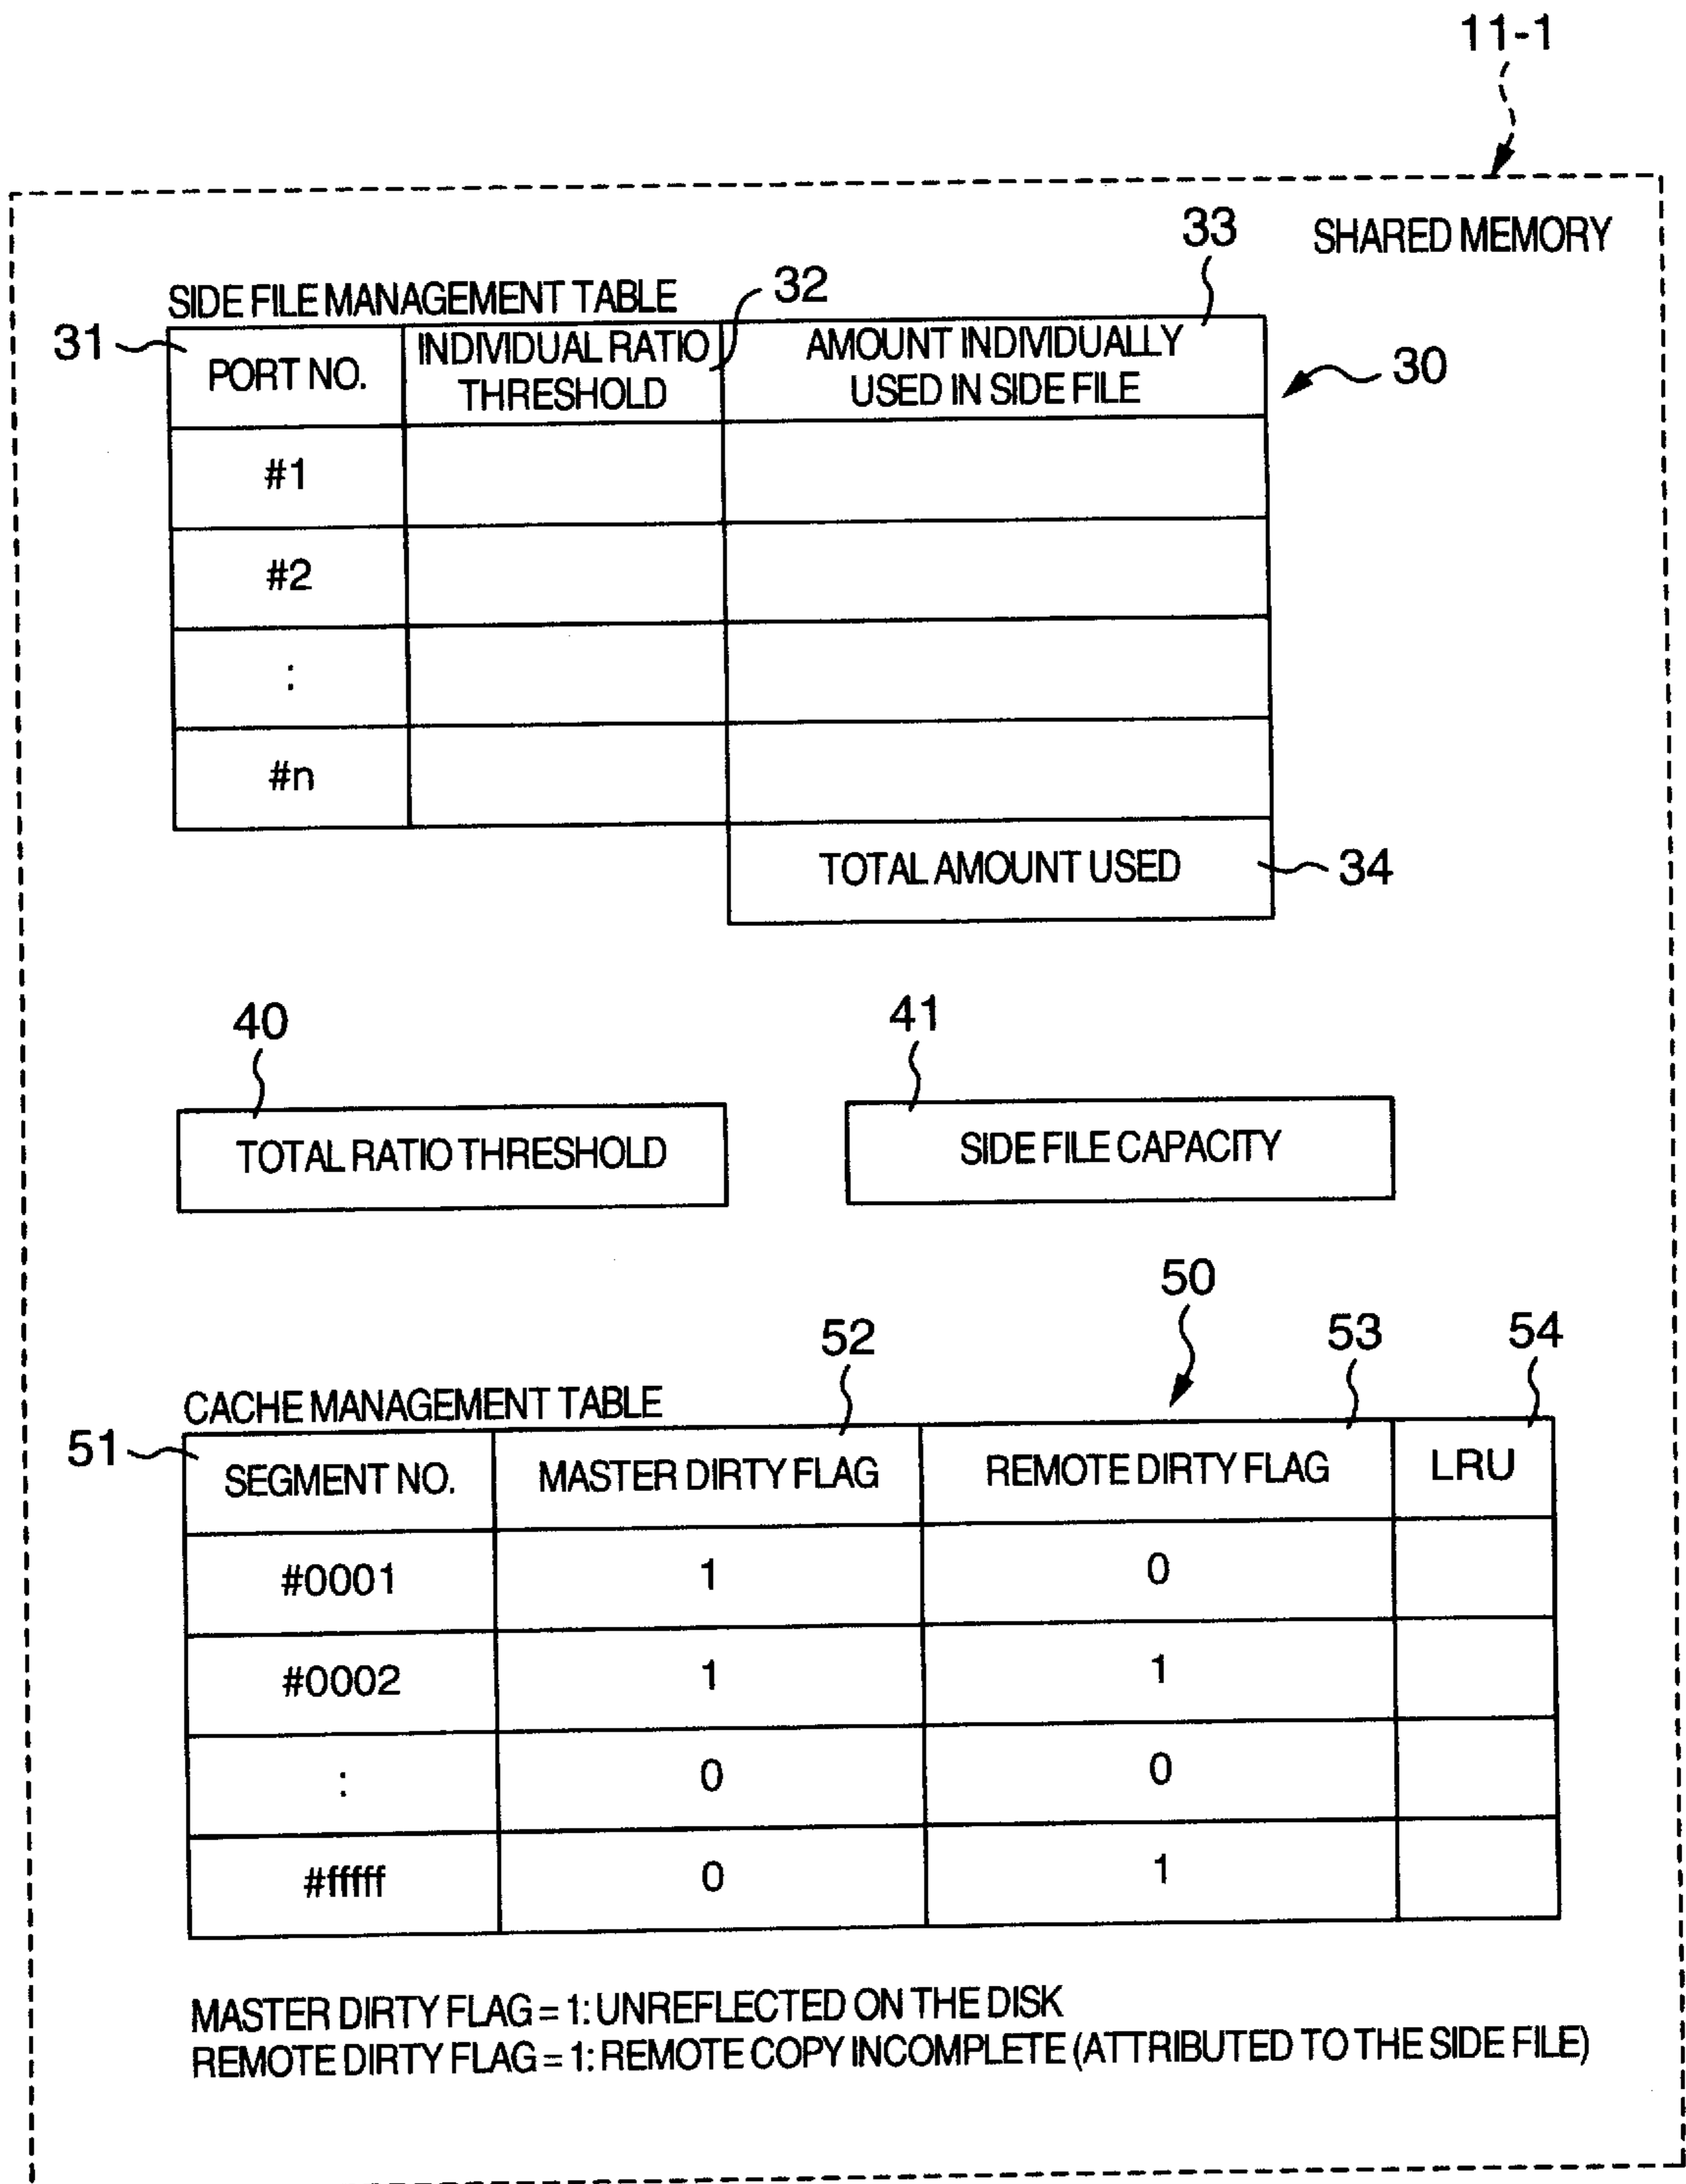 11-1
SHARED MEMORY
33
SIDE FILE MANAGEMENT TABLE
32
31
PORT NO.
INDIVIDUAL RATIO
THRESHOLD
AMOUNT INDIVIDUALLY
USED IN SIDE FILE
30
#1
#2
:
#n
TOTAL AMOUNT USED
34
40
41
TOTAL RATIO THRESHOLD
SIDE FILE CAPACITY
50
52
53
54
CACHE MANAGEMENT TABLE
51
SEGMENT NO.
MASTER DIRTY FLAG
REMOTE DIRTY FLAG
LRU
#0001
1
0
#0002
1
1
:
0
0
#fffff
0
1
MASTER DIRTY FLAG = 1: UNREFLECTED ON THE DISK
REMOTE DIRTY FLAG = 1: REMOTE COPY INCOMPLETE (ATTRIBUTED TO THE SIDE FILE)